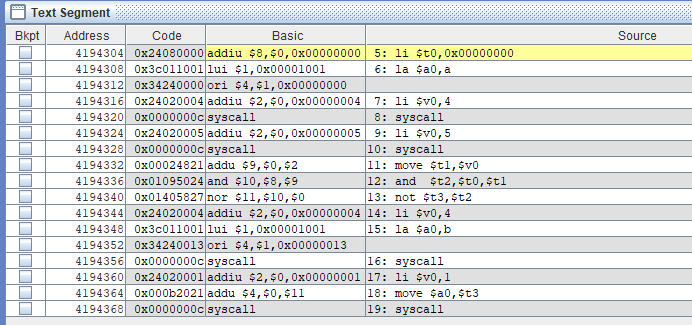 Text Segment
Bkpt Address Code Basic Source
4194304 0x24080000 addiu $8,$0,0x00000000 5: li $t0,0x00000000
4194308 0x3c011001 lui $1,0x00001001 6: la $a0,a
4194312 0x34240000 ori $4,$1,0x00000000
4194316 0x24020004 addiu $2,$0,0x00000004 7: li $v0,4
4194320 0x0000000c syscall 8: syscall
4194324 0x24020005 addiu $2,$0,0x00000005 9: li $v0,5
4194328 0x0000000c syscall 10: syscall
4194332 0x00024821 addu $9,$0,$2 11: move $t1,$v0
4194336 0x01095024 and $10,$8,$9 12: and $t2,$t0,$t1
4194340 0x01405827 nor $11,$10,$0 13: not $t3,$t2
4194344 0x24020004 addiu $2,$0,0x00000004 14: li $v0,4
4194348 0x3c011001 lui $1,0x00001001 15: la $a0,b
4194352 0x34240013 ori $4,$1,0x00000013
4194356 0x0000000c syscall 16: syscall
4194360 0x24020001 addiu $2,$0,0x00000001 17: li $v0,1
4194364 0x000b2021 addu $4,$0,$11 18: move $a0,$t3
4194368 0x0000000c syscall 19: syscall